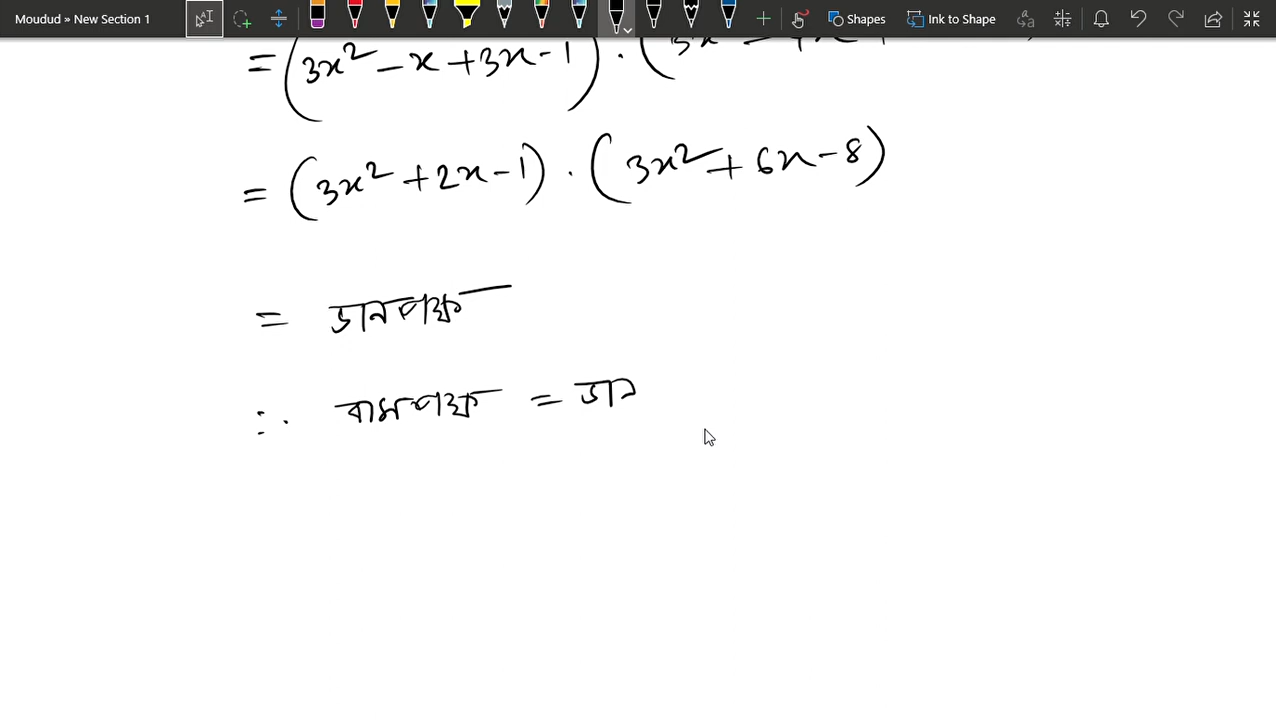 Moudud » New Section 1 Shapes Ink to Shape
= (3x² - x + 3x - 1) · (3x
= (3x² + 2x - 1) · (3x² + 6x - 8)
= ডানপক্ষ
∴ বামপক্ষ = ডান